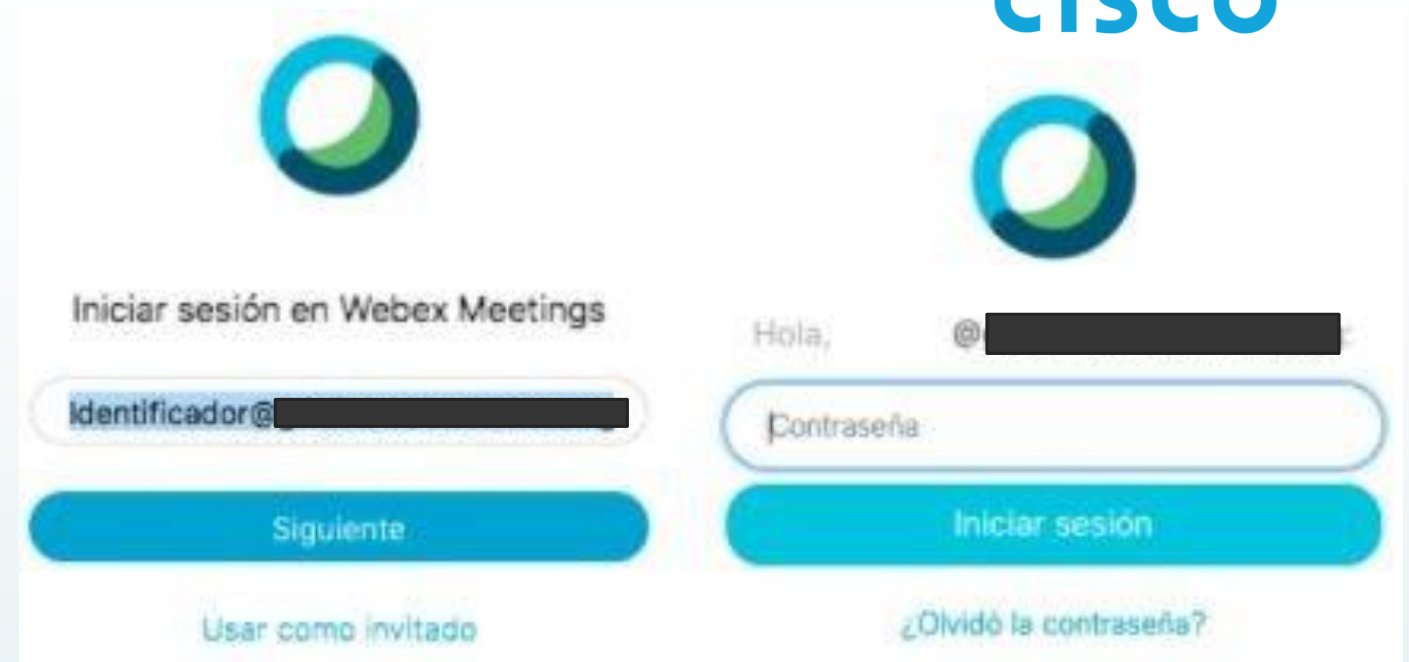 CISCO
Iniciar sesión en Webex Meetings
Identificador@
Siguiente
Usar como invitado
Hola, @
Contraseña
Iniciar sesión
¿Olvidó la contraseña?